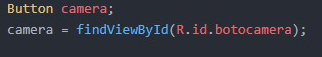 Button camera;
camera = findViewById(R.id.botocamera);